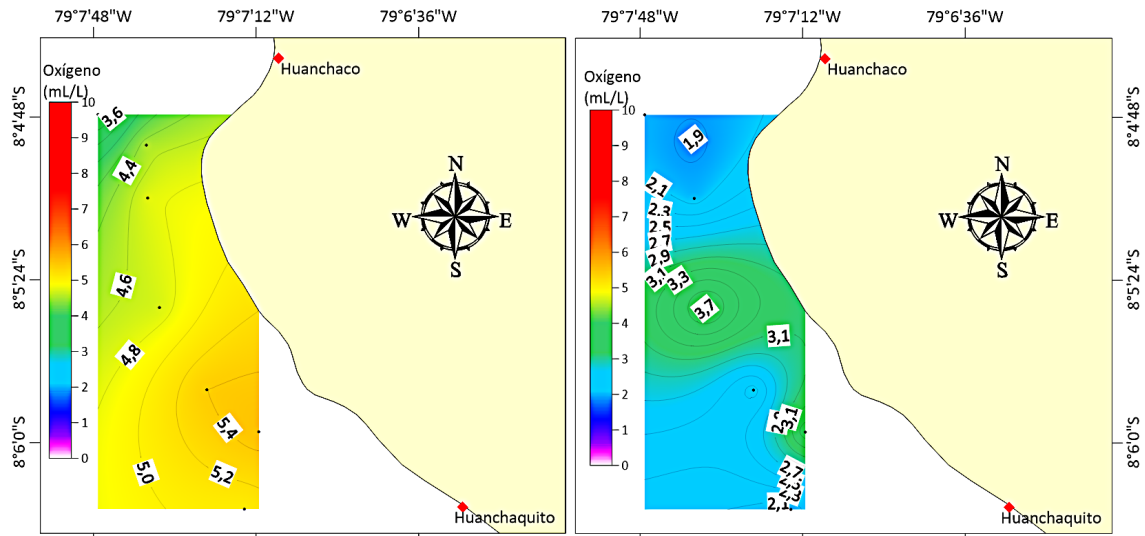 79°7'48"W 79°7'12"W 79°6'36"W
79°7'48"W 79°7'12"W 79°6'36"W
Huanchaco
Oxígeno
(mL/L)
10
9
8
7
6
5
4
3
2
1
0
8°4'48"S
8°5'24"S
8°6'0"S
3,6
4,4
4,6
4,8
5,4
5,2
5,0
N
W E
S
Huanchaquito
Huanchaco
Oxígeno
(mL/L)
10
9
8
7
6
5
4
3
2
1
0
1,9
2,1
2,3
2,5
2,7
2,9
3,1
3,3
3,7
3,1
3,1
2,7
2,3
N
W E
S
8°4'48"S
8°5'24"S
8°6'0"S
Huanchaquito